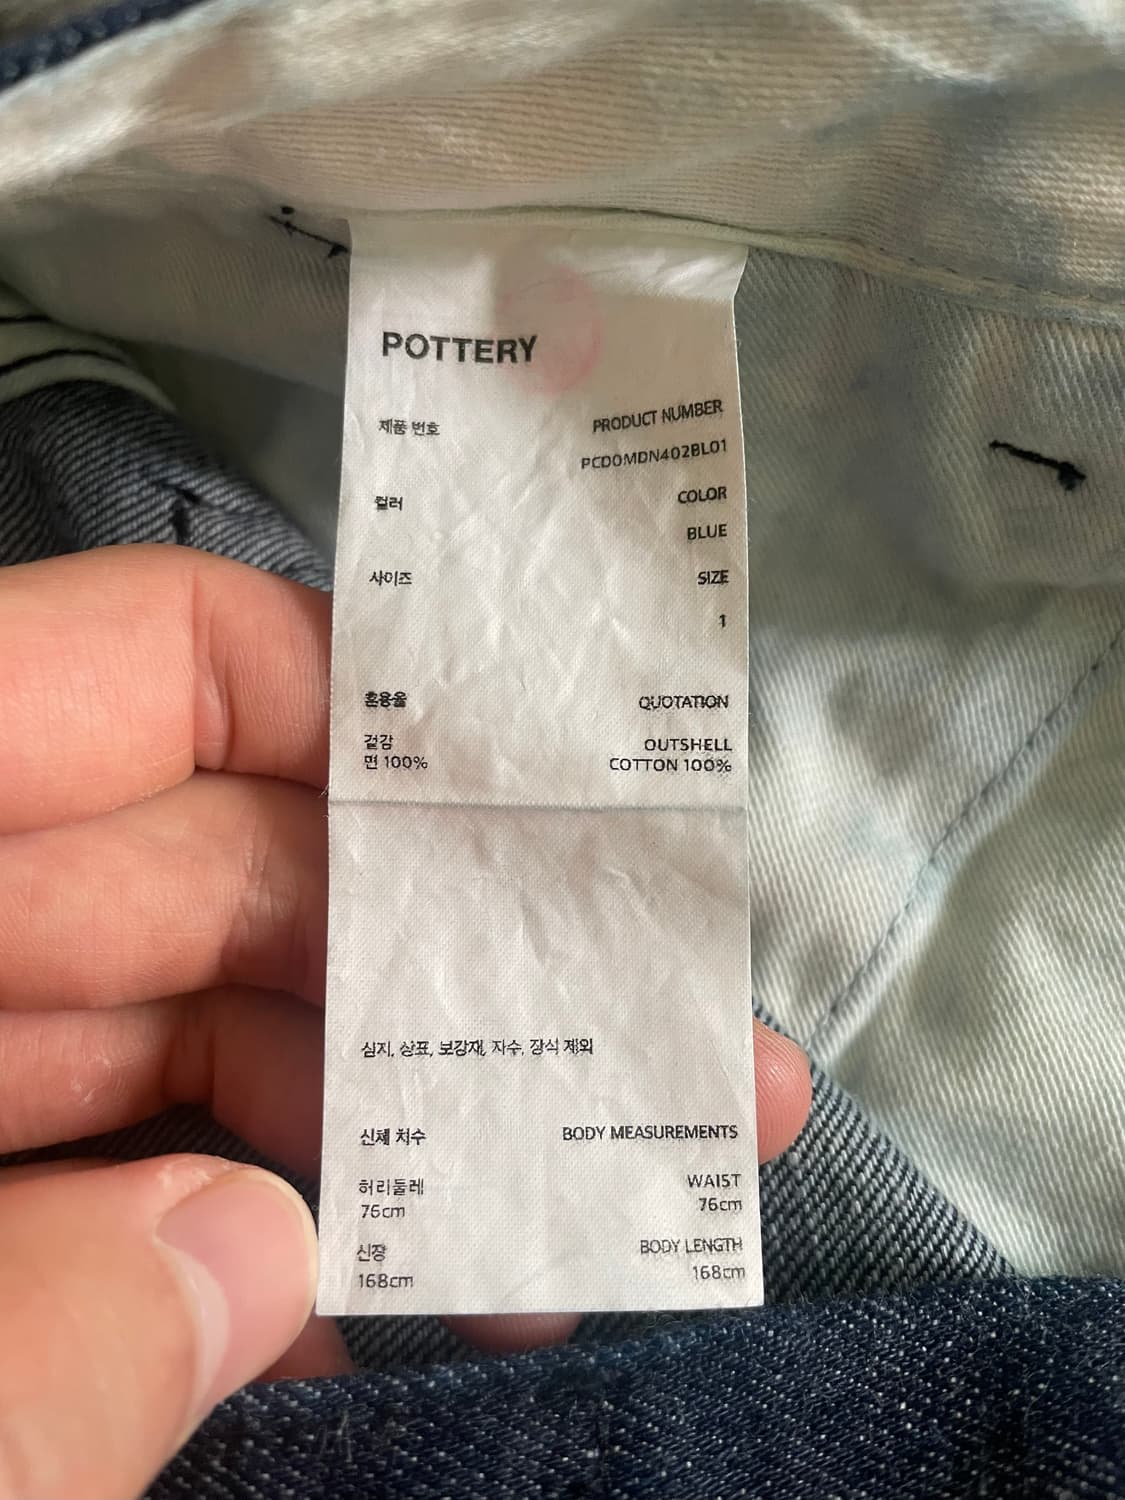 POTTERY
제품 번호 PRODUCT NUMBER
PCD0MDN402BL01
컬러 COLOR
BLUE
사이즈 SIZE
1
혼용율 QUOTATION
겉감 OUTSHELL
면 100% COTTON 100%
심지, 상표, 보강재, 자수, 장식 제외
신체 치수 BODY MEASUREMENTS
허리둘레 WAIST
76cm 76cm
신장 BODY LENGTH
168cm 168cm